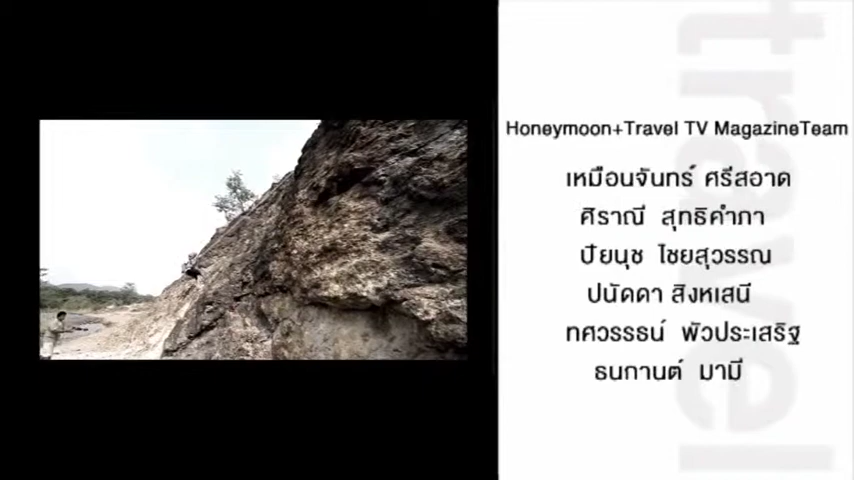 travel
Honeymoon+Travel TV MagazineTeam
เหมือนจันทร์ ศรีสอาด
ศิราณี สุทธิคำภา
ปิยนุช ไชยสุวรรณ
ปนัดดา สิงหเสนี
ทศวรรธน์ พัวประเสริฐ
ธนกานต์ มามี